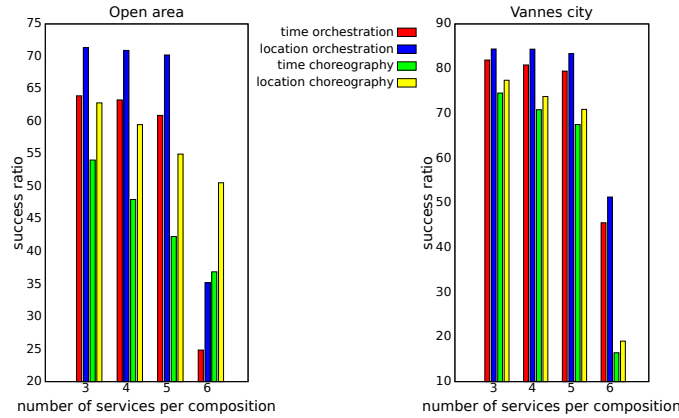 Open area
75
70
65
60
55
50
45
40
35
30
25
20
success ratio
3 4 5 6
number of services per composition
time orchestration
location orchestration
time choreography
location choreography
Vannes city
90
80
70
60
50
40
30
20
10
success ratio
3 4 5 6
number of services per composition